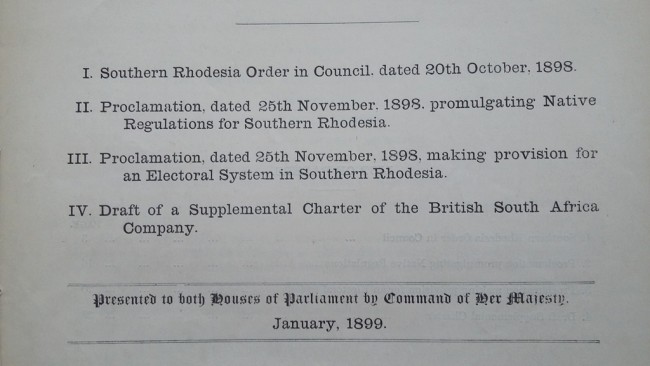 I. Southern Rhodesia Order in Council. dated 20th October, 1898.
II. Proclamation, dated 25th November. 1898. promulgating Native
Regulations for Southern Rhodesia.
III. Proclamation, dated 25th November, 1898, making provision for
an Electoral System in Southern Rhodesia.
IV. Draft of a Supplemental Charter of the British South Africa
Company.
Presented to both Houses of Parliament by Command of Her Majesty.
January, 1899.